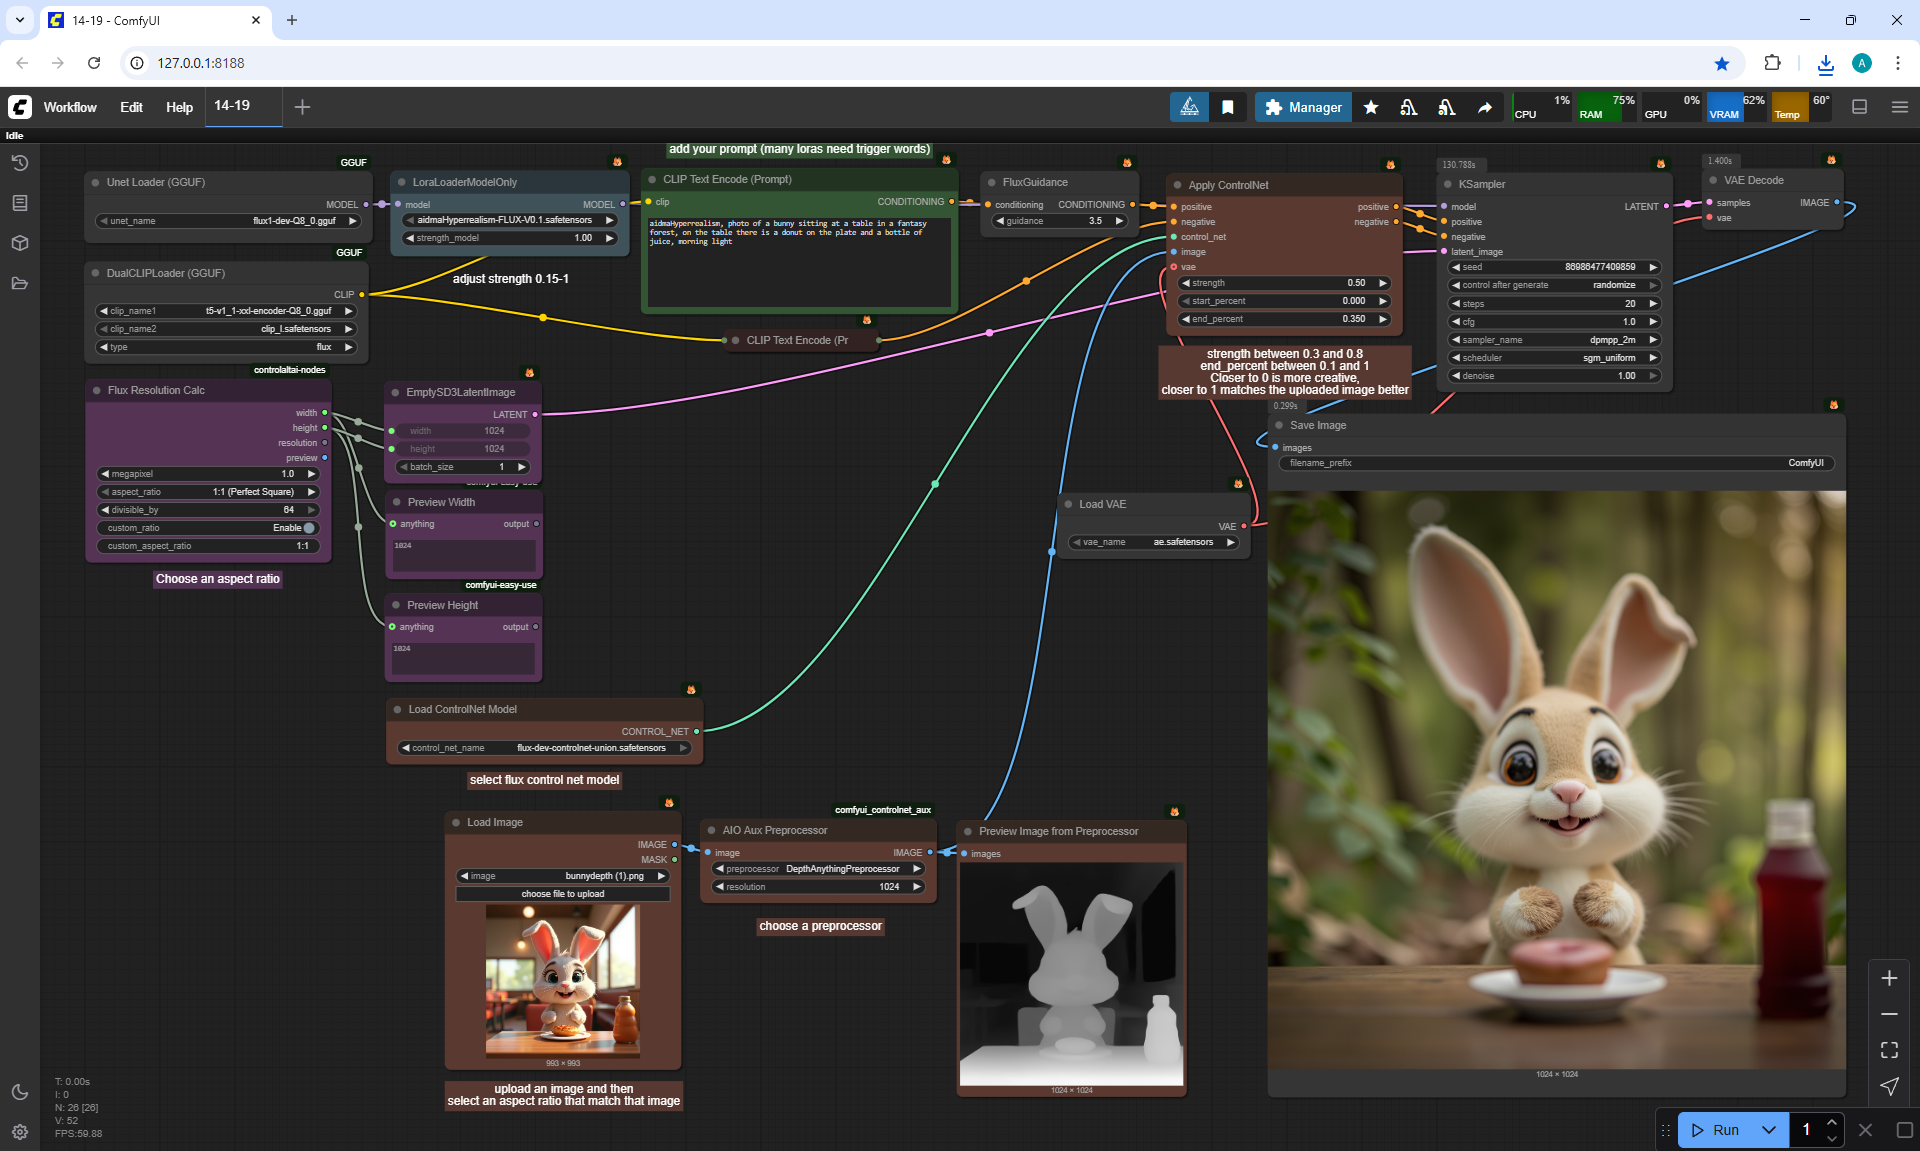 14-19 - ComfyUI
127.0.0.1:8188
A
Workflow Edit Help 14-19
Manager
CPU 1% RAM 75% GPU 0% VRAM 62% Temp 60°
Idle
add your prompt (many loras need trigger words)
GGUF
Unet Loader (GGUF)
MODEL
unet_name flux1-dev-Q8_0.gguf
LoraLoaderModelOnly
model MODEL
aidmaHyperrealism-FLUX-V0.1.safetensors
strength_model 1.00
adjust strength 0.15-1
CLIP Text Encode (Prompt)
clip CONDITIONING
aidmaHyperrealism, photo of a bunny sitting at a table in a fantasy
forest, on the table there is a donut on the plate and a bottle of
juice, morning light
FluxGuidance
conditioning CONDITIONING
guidance 3.5
Apply ControlNet
positive positive
negative negative
control_net
image
vae
strength 0.50
start_percent 0.000
end_percent 0.350
strength between 0.3 and 0.8
end_percent between 0.1 and 1
Closer to 0 is more creative,
closer to 1 matches the uploaded image better
130.788s
KSampler
model LATENT
positive
negative
latent_image
seed 86986477409859
control after generate randomize
steps 20
cfg 1.0
sampler_name dpmpp_2m
scheduler sgm_uniform
denoise 1.00
1.400s
VAE Decode
samples IMAGE
vae
GGUF
DualCLIPLoader (GGUF)
CLIP
clip_name1 t5-v1_1-xxl-encoder-Q8_0.gguf
clip_name2 clip_l.safetensors
type flux
CLIP Text Encode (Pr
controlaltai-nodes
Flux Resolution Calc
width
height
resolution
preview
megapixel 1.0
aspect_ratio 1:1 (Perfect Square)
divisible_by 64
custom_ratio Enable
custom_aspect_ratio 1:1
Choose an aspect ratio
EmptySD3LatentImage
LATENT
width 1024
height 1024
batch_size 1
comfyui-easy-use
Preview Width
anything output
1024
comfyui-easy-use
Preview Height
anything output
1024
0.299s
Save Image
images
filename_prefix ComfyUI
1024 × 1024
Load VAE
VAE
vae_name ae.safetensors
Load ControlNet Model
CONTROL_NET
control_net_name flux-dev-controlnet-union.safetensors
select flux control net model
Load Image
IMAGE
MASK
image bunnydepth (1).png
choose file to upload
993 × 993
upload an image and then
select an aspect ratio that match that image
comfyui_controlnet_aux
AIO Aux Preprocessor
image IMAGE
preprocessor DepthAnythingPreprocessor
resolution 1024
choose a preprocessor
Preview Image from Preprocessor
images
1024 × 1024
T: 0.00s
I: 0
N: 26 [26]
V: 52
FPS:59.88
Run 1